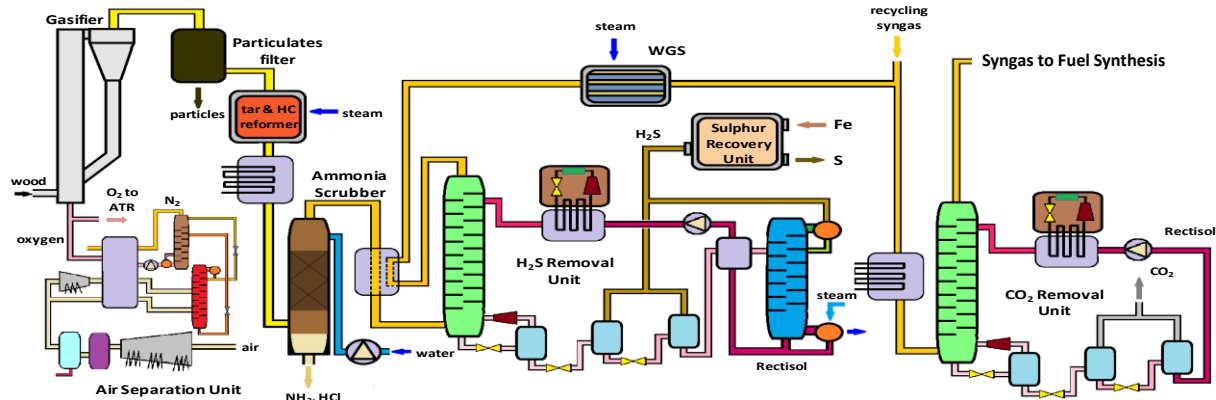 Gasifier
Particulates
filter
particles
tar & HC
reformer
steam
wood
O2 to
ATR
N2
oxygen
air
Air Separation Unit
Ammonia
Scrubber
water
NH3, HCl
steam
WGS
recycling
syngas
H2S
Sulphur
Recovery
Unit
Fe
S
H2S Removal
Unit
steam
Rectisol
Syngas to Fuel Synthesis
Rectisol
CO2
CO2 Removal
Unit